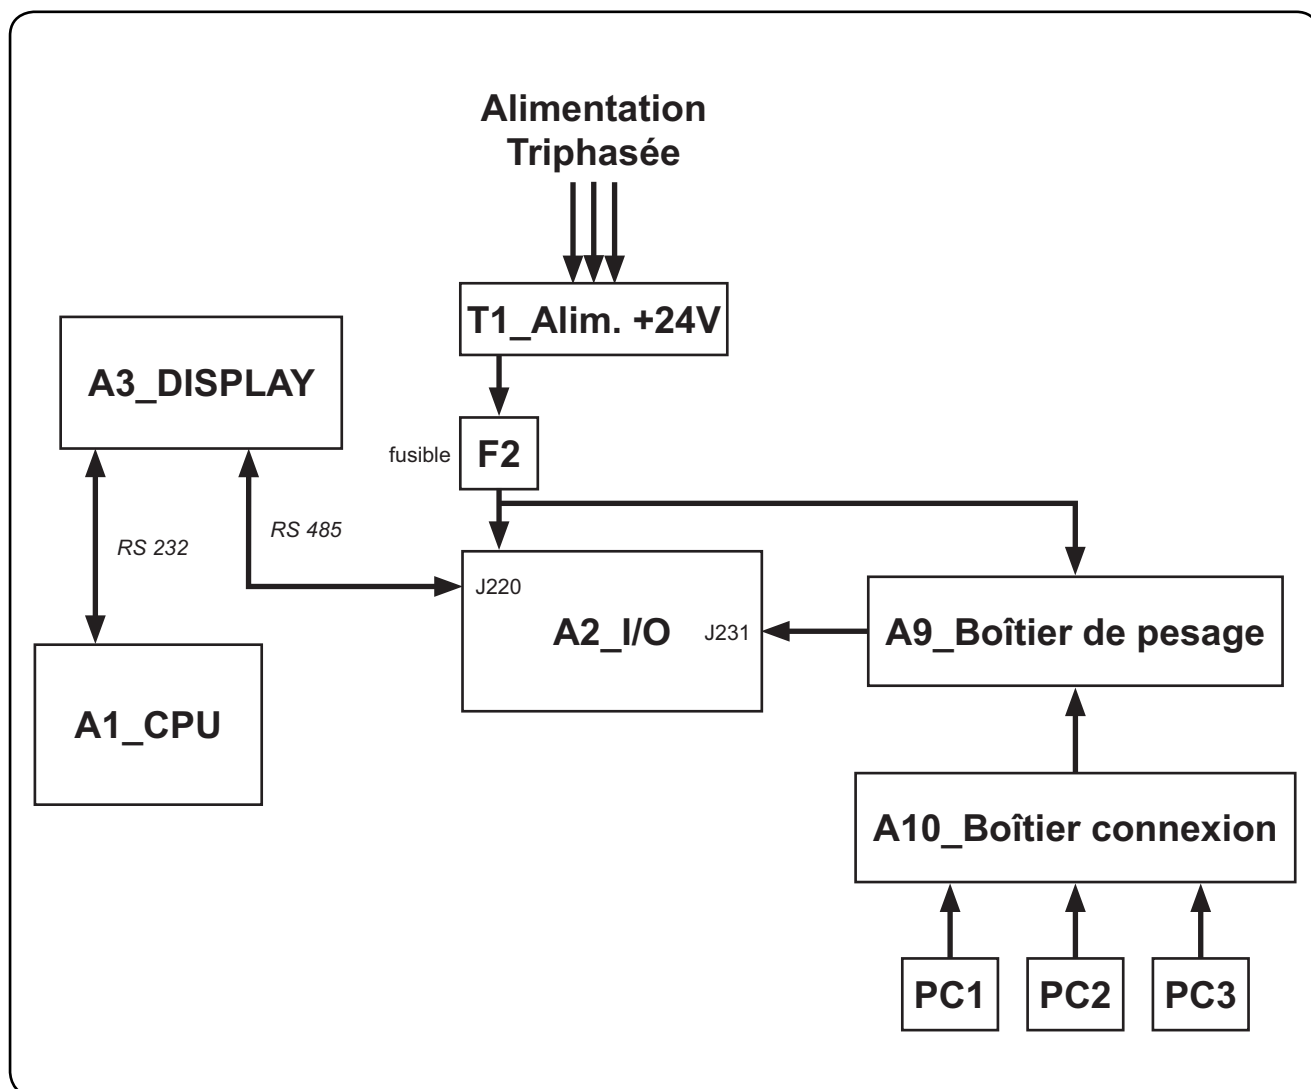 Alimentation
Triphasée
T1_Alim. +24V
A3_DISPLAY
fusible
F2
RS 232
RS 485
J220
A2_I/O
J231
A9_Boîtier de pesage
A1_CPU
A10_Boîtier connexion
PC1
PC2
PC3